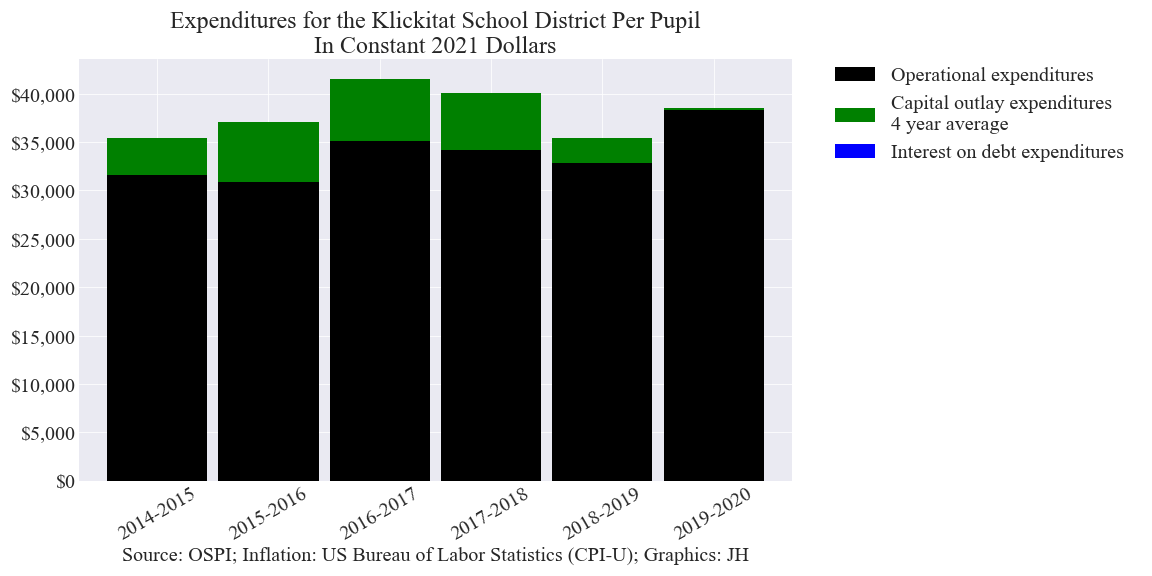 Expenditures for the Klickitat School District Per Pupil
In Constant 2021 Dollars
$40,000
$35,000
$30,000
$25,000
$20,000
$15,000
$10,000
$5,000
$0
2014-2015
2015-2016
2016-2017
2017-2018
2018-2019
2019-2020
Source: OSPI; Inflation: US Bureau of Labor Statistics (CPI-U); Graphics: JH
Operational expenditures
Capital outlay expenditures
4 year average
Interest on debt expenditures